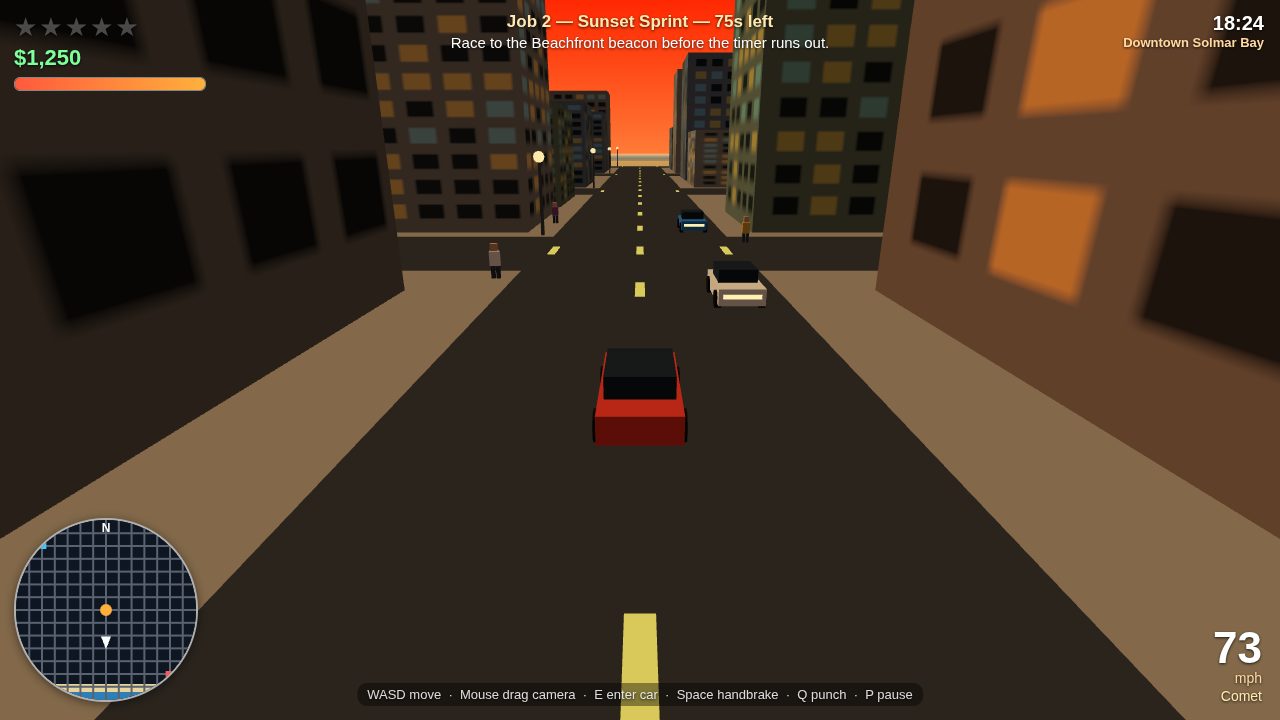 Job 2 — Sunset Sprint — 75s left
Race to the Beachfront beacon before the timer runs out.
$1,250
18:24
Downtown Solmar Bay
N
73
mph
Comet
WASD move · Mouse drag camera · E enter car · Space handbrake · Q punch · P pause